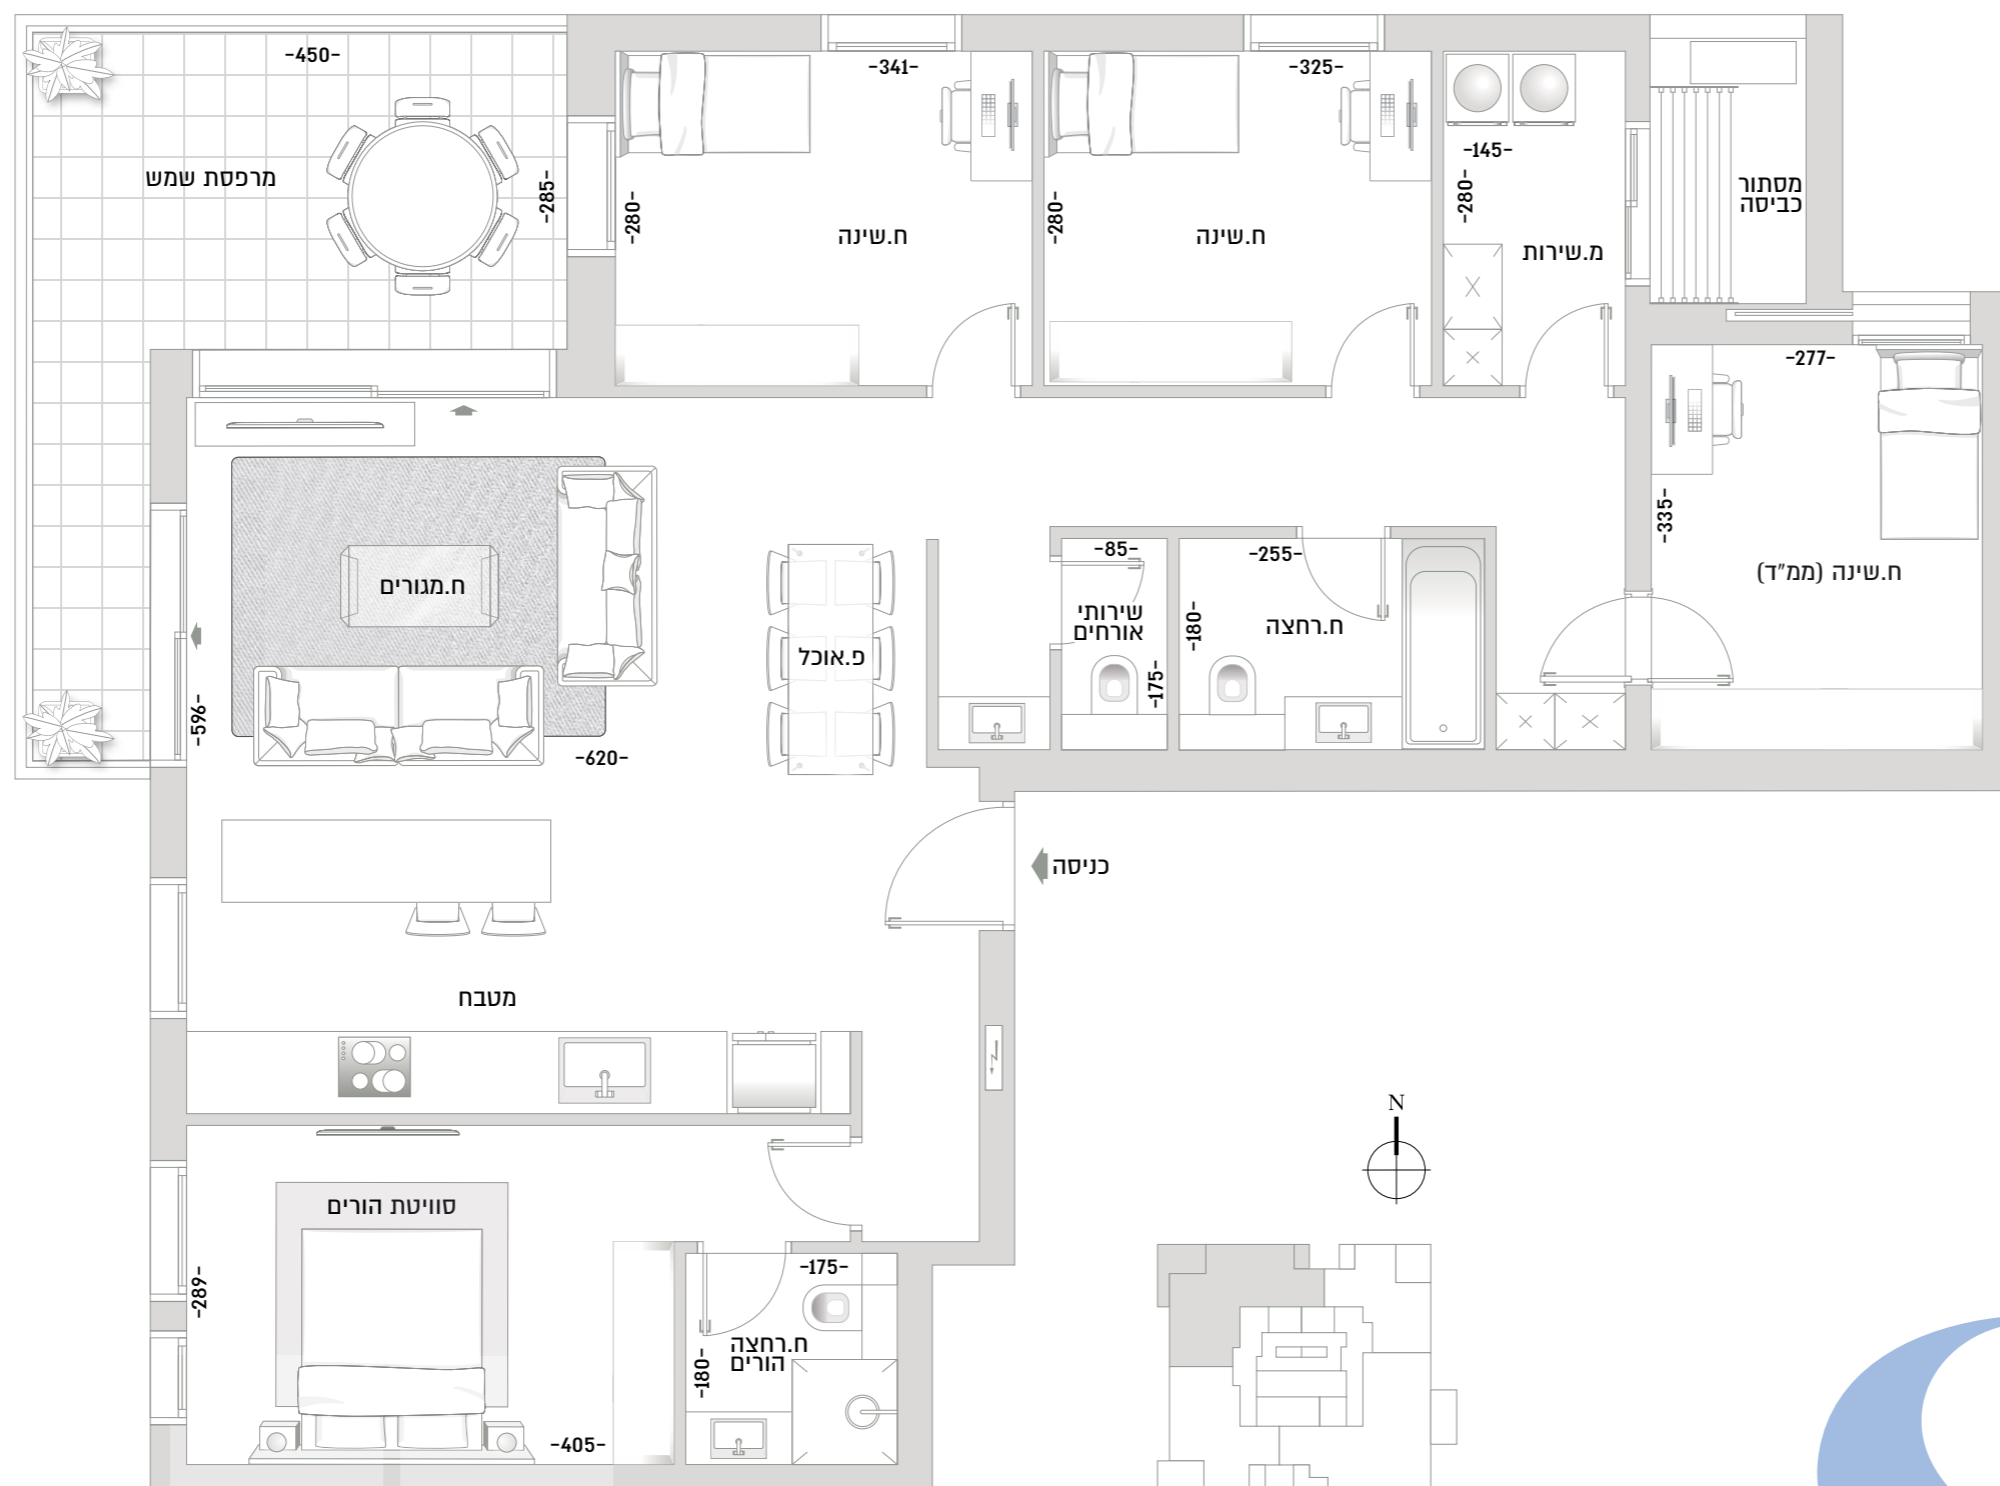 -450-
-341-
-325-
-145-
-280-
מרפסת שמש
-285-
-280-
-280-
מסתור
כביסה
ח.שינה
ח.שינה
מ.שירות
-277-
-335-
-85-
-255-
ח.שינה (ממ"ד)
ח.מגורים
שירותי
אורחים
-180-
ח.רחצה
פ.אוכל
-175-
-596-
-620-
כניסה
מטבח
N
סוויטת הורים
-289-
-175-
ח.רחצה
הורים
-180-
-405-